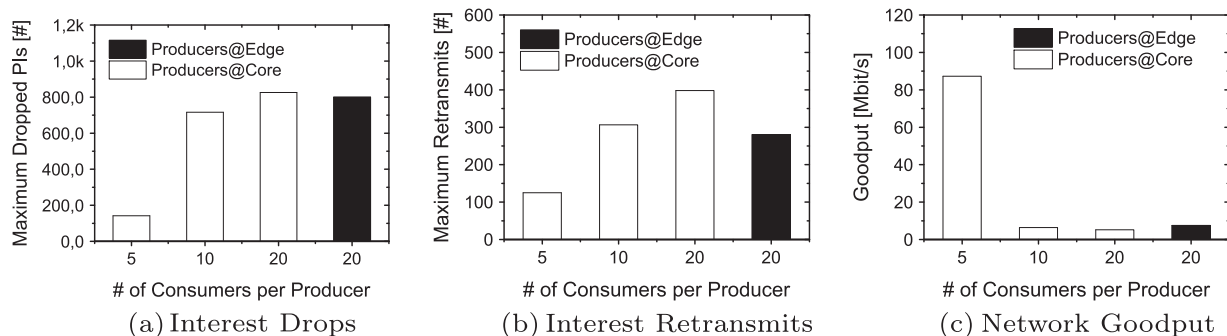 Maximum Dropped PIs [#]
1,2k
1,0k
800,0
600,0
400,0
200,0
0,0
Producers@Edge
Producers@Core
5 10 20 20
# of Consumers per Producer
(a) Interest Drops
Maximum Retransmits [#]
600
500
400
300
200
100
0
Producers@Edge
Producers@Core
5 10 20 20
# of Consumers per Producer
(b) Interest Retransmits
Goodput [Mbit/s]
120
100
80
60
40
20
0
Producers@Edge
Producers@Core
5 10 20 20
# of Consumers per Producer
(c) Network Goodput